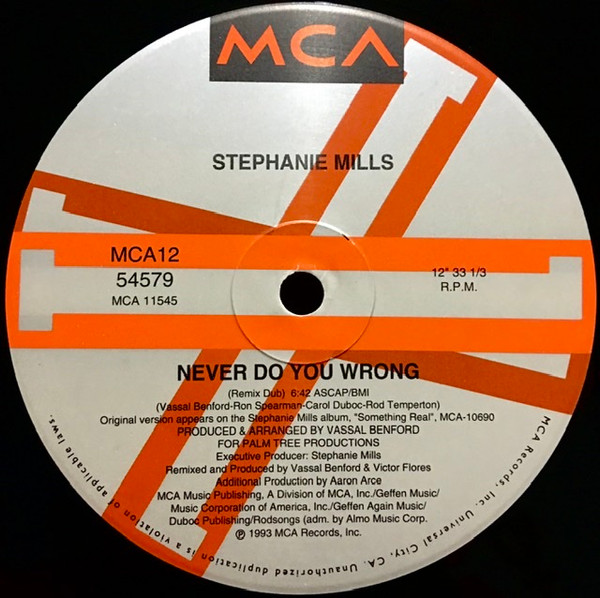 MCA
STEPHANIE MILLS
MCA12
54579
MCA 11545
12" 33 1/3
R.P.M.
NEVER DO YOU WRONG
(Remix Dub) 6:42 ASCAP/BMI
(Vassal Benford-Ron Spearman-Carol Duboc-Rod Temperton)
Original version appears on the Stephanie Mills album, "Something Real", MCA-10690
PRODUCED & ARRANGED BY VASSAL BENFORD
FOR PALM TREE PRODUCTIONS
Executive Producer: Stephanie Mills
Remixed and Produced by Vassal Benford & Victor Flores
Additional Production by Aaron Arce
MCA Music Publishing, A Division of MCA, Inc./Geffen Music/
Music Corporation of America, Inc./Geffen Again Music/
Duboc Publishing/Rodsongs (adm. by Almo Music Corp.
℗ 1993 MCA Records, Inc.
MCA Records, Inc. Universal City, CA. Unauthorized duplication is a violation of applicable laws.